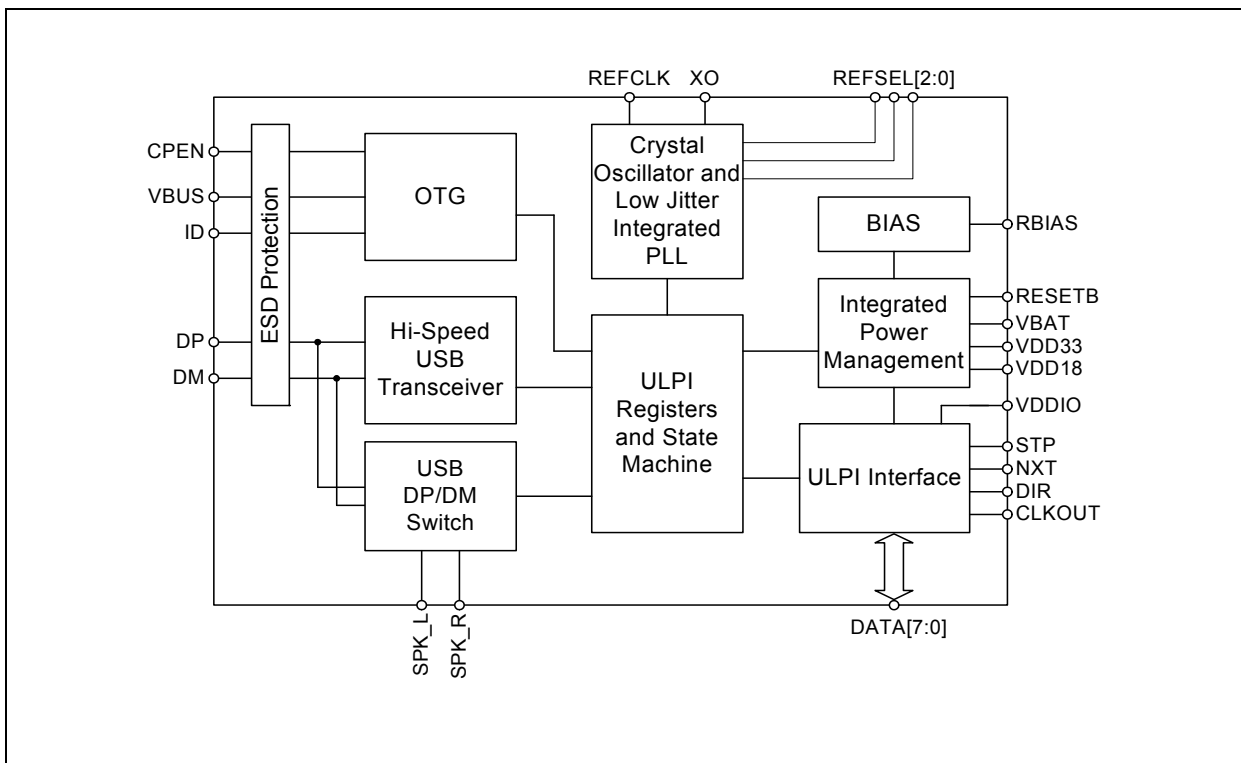 REFCLK XO REFSEL[2:0]
CPEN
VBUS
ID
DP
DM
ESD Protection
OTG
Hi-Speed
USB
Transceiver
USB
DP/DM
Switch
SPK_L
SPK_R
Crystal
Oscillator and
Low Jitter
Integrated
PLL
ULPI
Registers
and State
Machine
BIAS
Integrated
Power
Management
ULPI Interface
RBIAS
RESETB
VBAT
VDD33
VDD18
VDDIO
STP
NXT
DIR
CLKOUT
DATA[7:0]